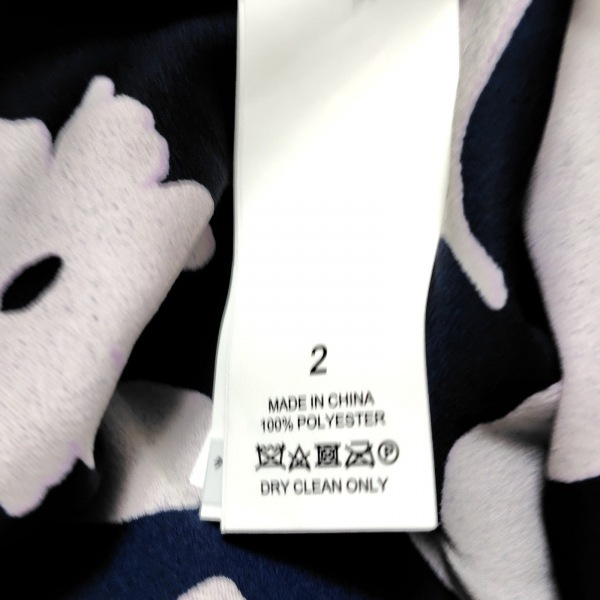 2
MADE IN CHINA
100% POLYESTER
P
DRY CLEAN ONLY